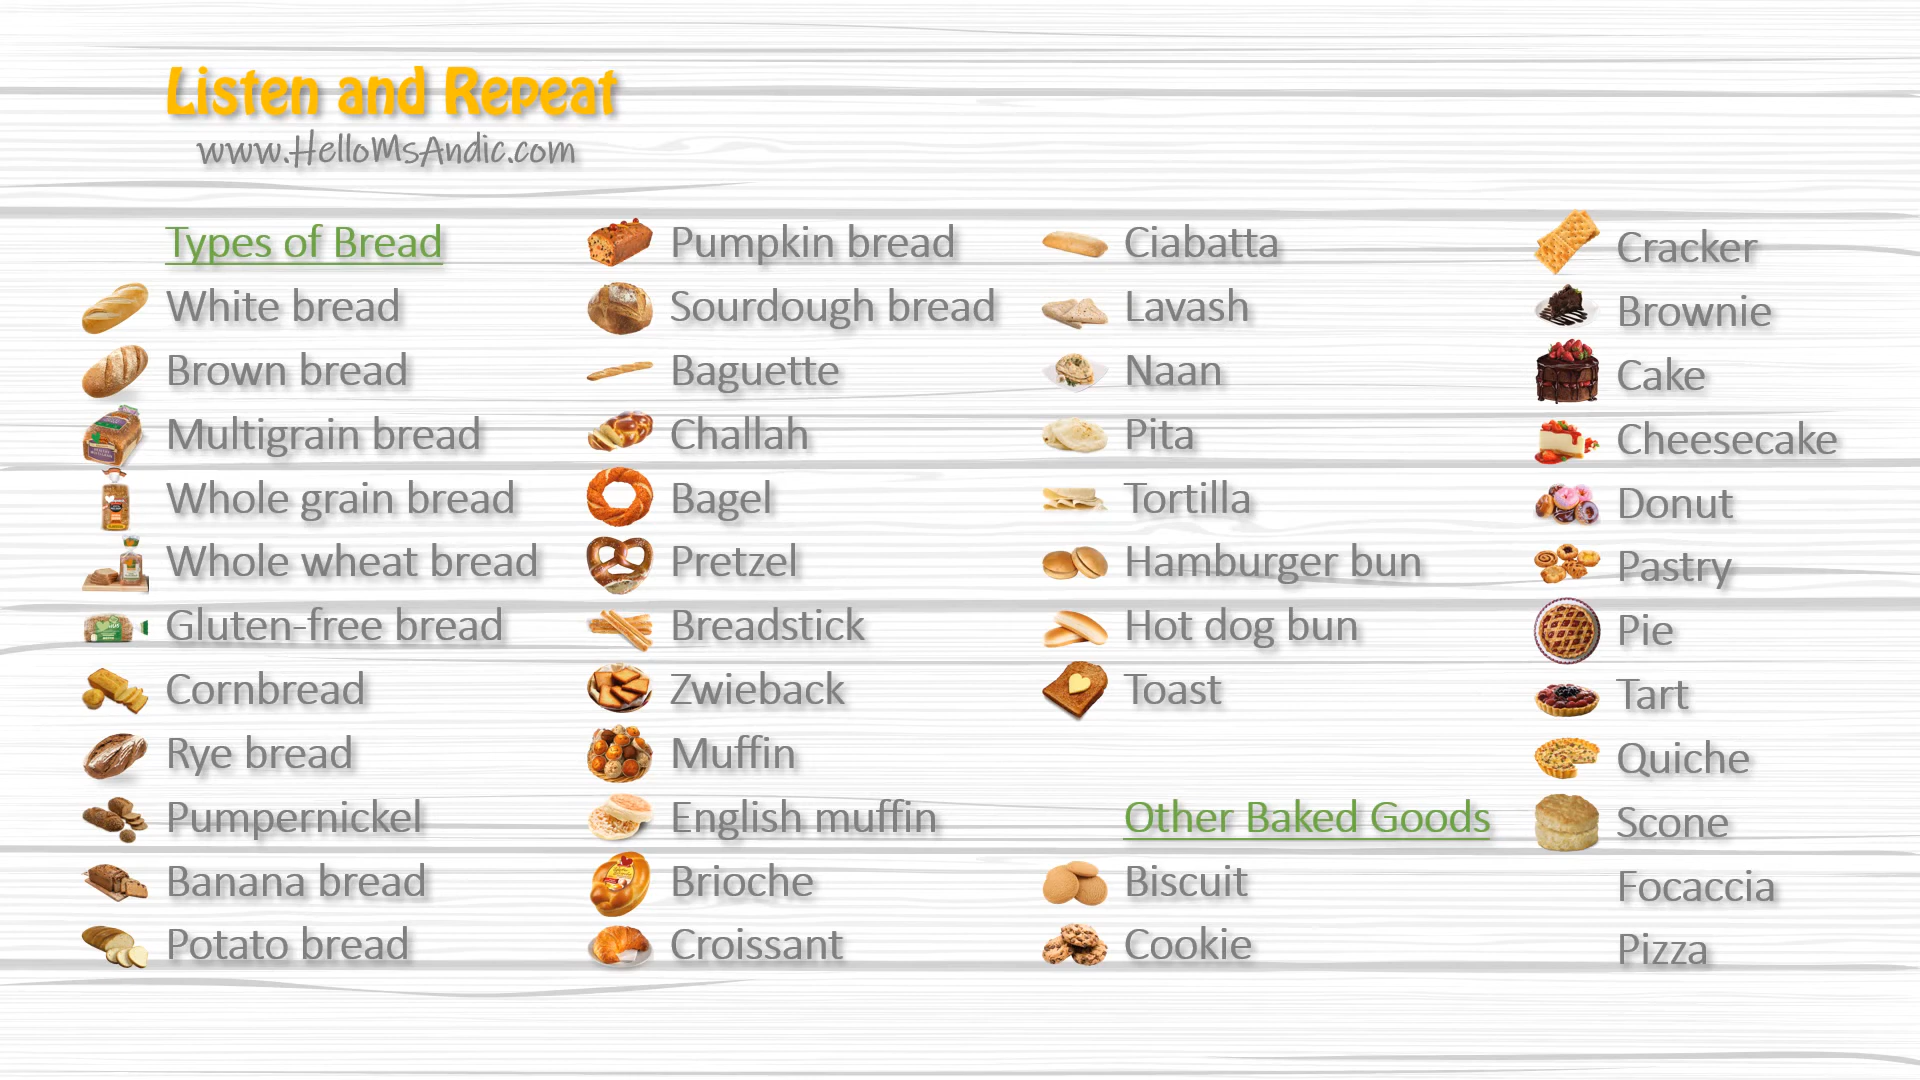 Listen and Repeat
www.HelloMsAndic.com
Types of Bread
White bread
Brown bread
Multigrain bread
Whole grain bread
Whole wheat bread
Gluten-free bread
Cornbread
Rye bread
Pumpernickel
Banana bread
Potato bread
Pumpkin bread
Sourdough bread
Baguette
Challah
Bagel
Pretzel
Breadstick
Zwieback
Muffin
English muffin
Brioche
Croissant
Ciabatta
Lavash
Naan
Pita
Tortilla
Hamburger bun
Hot dog bun
Toast
Other Baked Goods
Biscuit
Cookie
Cracker
Brownie
Cake
Cheesecake
Donut
Pastry
Pie
Tart
Quiche
Scone
Focaccia
Pizza